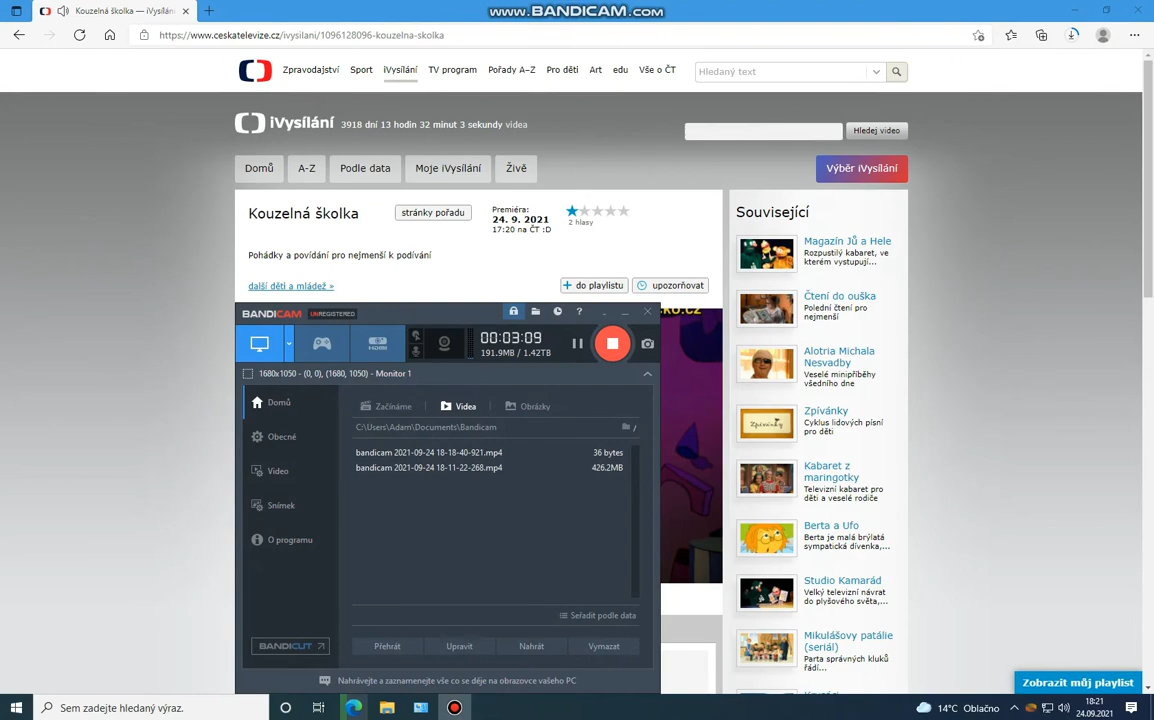 www.BANDICAM.com
Kouzelná školka — iVysílání
https://www.ceskatelevize.cz/ivysilani/1096128096-kouzelna-skolka
Zpravodajství Sport iVysílání TV program Pořady A–Z Pro děti Art edu Vše o ČT Hledaný text
iVysílání 3918 dní 13 hodin 32 minut 3 sekundy videa
Hledej video
Domů A-Z Podle data Moje iVysílání Živě Výběr iVysílání
Kouzelná školka stránky pořadu
Premiéra:
24. 9. 2021
17:20 na ČT :D
2 hlasy
Pohádky a povídání pro nejmenší k podívání
další děti a mládež »
do playlistu upozorňovat
BANDICAM UNREGISTERED
HDMI
00:03:09
191.9MB / 1.42TB
1680x1050 - (0, 0), (1680, 1050) - Monitor 1
Domů
Obecné
Video
Snímek
O programu
BANDICUT
Začínáme Videa Obrázky
C:\Users\Adam\Documents\Bandicam
bandicam 2021-09-24 18-18-40-921.mp4 36 bytes
bandicam 2021-09-24 18-11-22-268.mp4 426.2MB
Seřadit podle data
Přehrát Upravit Nahrát Vymazat
Nahrávejte a zaznamenejte vše co se děje na obrazovce vašeho PC
Související
Magazín Jů a Hele
Rozpustilý kabaret, ve
kterém vystupují...
Čtení do ouška
Polední čtení pro
nejmenší
Alotria Michala
Nesvadby
Veselé minipříběhy
všedního dne
Zpívánky
Zpívánky
Cyklus lidových písní
pro děti
Kabaret z
maringotky
Televizní kabaret pro
děti a veselé rodiče
Berta a Ufo
Berta je malá brýlatá
sympatická dívenka,...
Studio Kamarád
Velký televizní návrat
do plyšového světa,...
Mikulášovy patálie
(seriál)
Parta správných kluků
řádí...
Zobrazit můj playlist
Sem zadejte hledaný výraz.
14°C Oblačno
18:21
24.09.2021